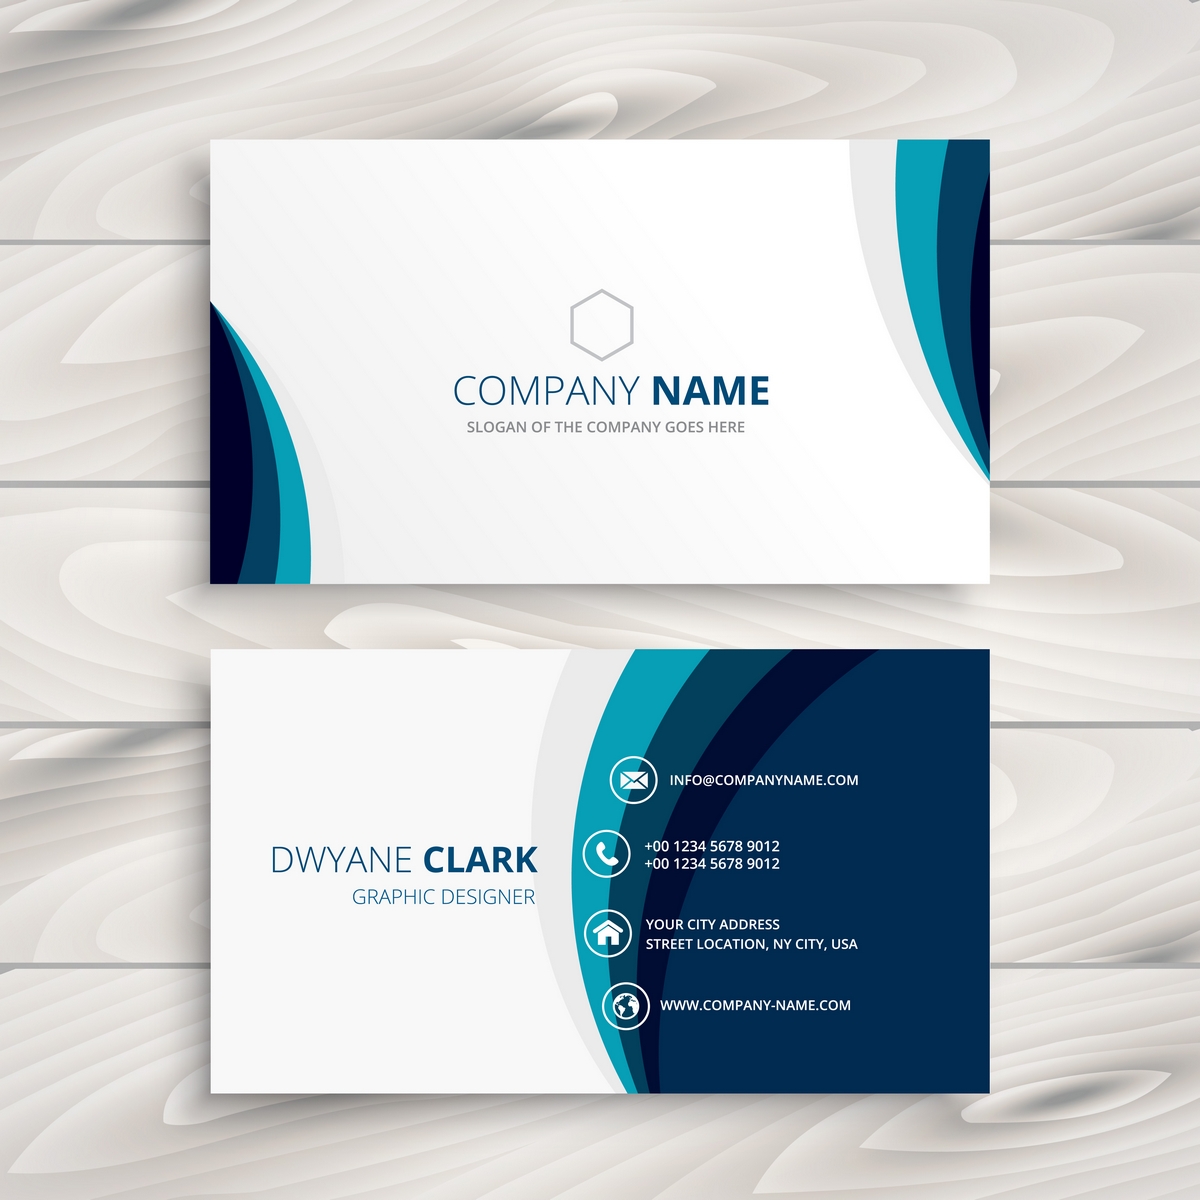 COMPANY NAME
SLOGAN OF THE COMPANY GOES HERE
DWYANE CLARK
GRAPHIC DESIGNER
INFO@COMPANYNAME.COM
+00 1234 5678 9012
+00 1234 5678 9012
YOUR CITY ADDRESS
STREET LOCATION, NY CITY, USA
WWW.COMPANY-NAME.COM